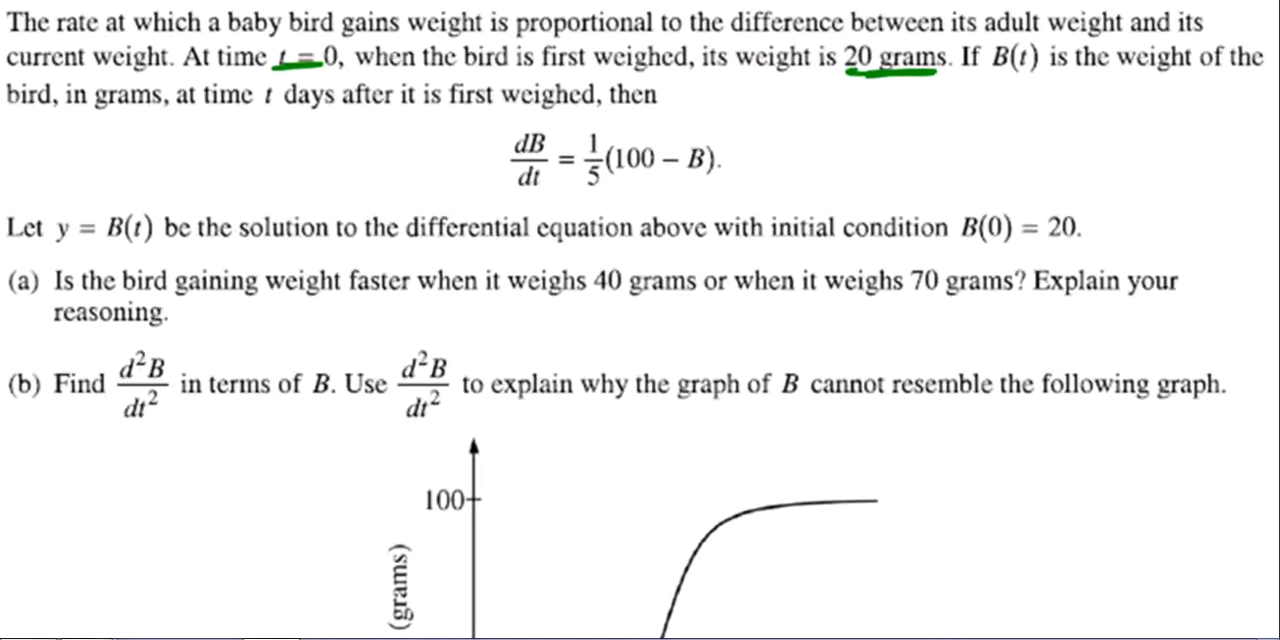 The rate at which a baby bird gains weight is proportional to the difference between its adult weight and its
current weight. At time t = 0, when the bird is first weighed, its weight is 20 grams. If B(t) is the weight of the
bird, in grams, at time t days after it is first weighed, then
dB/dt = 1/5(100 – B).
Let y = B(t) be the solution to the differential equation above with initial condition B(0) = 20.
(a) Is the bird gaining weight faster when it weighs 40 grams or when it weighs 70 grams? Explain your
reasoning.
(b) Find d²B/dt² in terms of B. Use d²B/dt² to explain why the graph of B cannot resemble the following graph.
100
(grams)